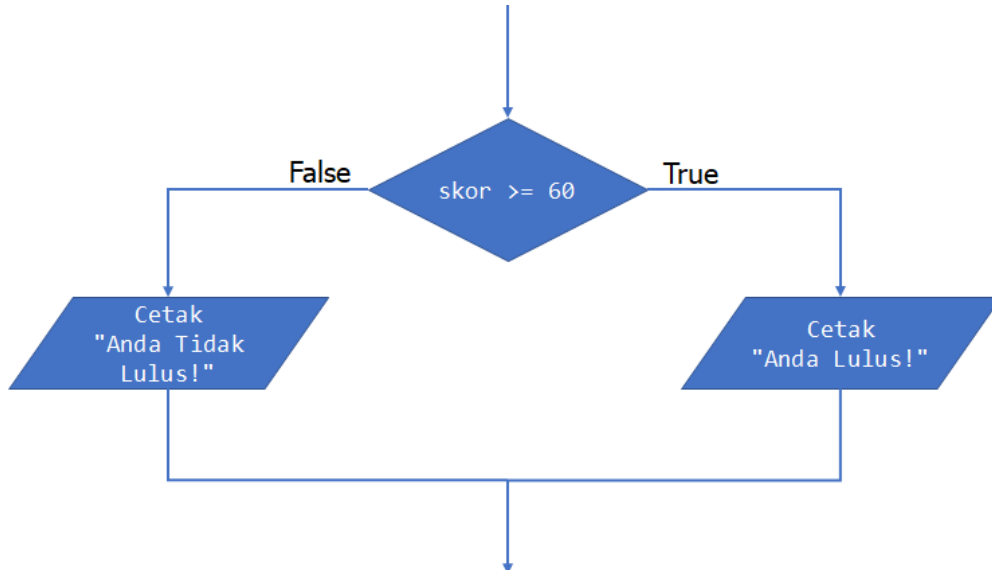 False
skor >= 60
True
Cetak
"Anda Tidak
Lulus!"
Cetak
"Anda Lulus!"